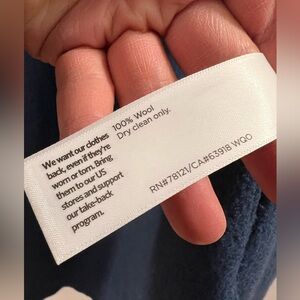 We want our clothes
back, even if they're
worn or torn. Bring
them to our US
stores and support
our take-back
program.
100% Wool
Dry clean only.
RN#78121/CA#63918 WQO